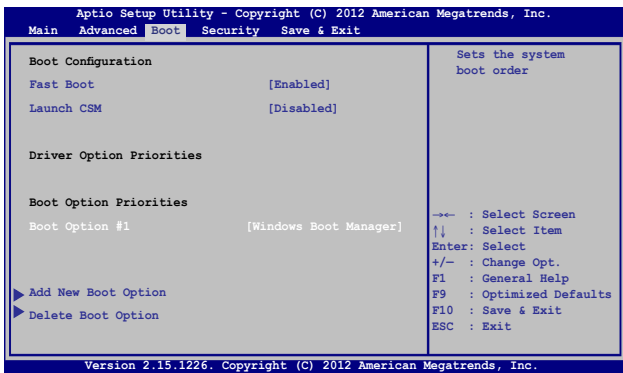 Aptio Setup Utility - Copyright (C) 2012 American Megatrends, Inc.
Main Advanced Boot Security Save & Exit
Boot Configuration
Fast Boot [Enabled]
Launch CSM [Disabled]
Driver Option Priorities
Boot Option Priorities
Boot Option #1 [Windows Boot Manager]
Add New Boot Option
Delete Boot Option
Sets the system
boot order
→← : Select Screen
↑↓ : Select Item
Enter: Select
+/— : Change Opt.
F1 : General Help
F9 : Optimized Defaults
F10 : Save & Exit
ESC : Exit
Version 2.15.1226. Copyright (C) 2012 American Megatrends, Inc.